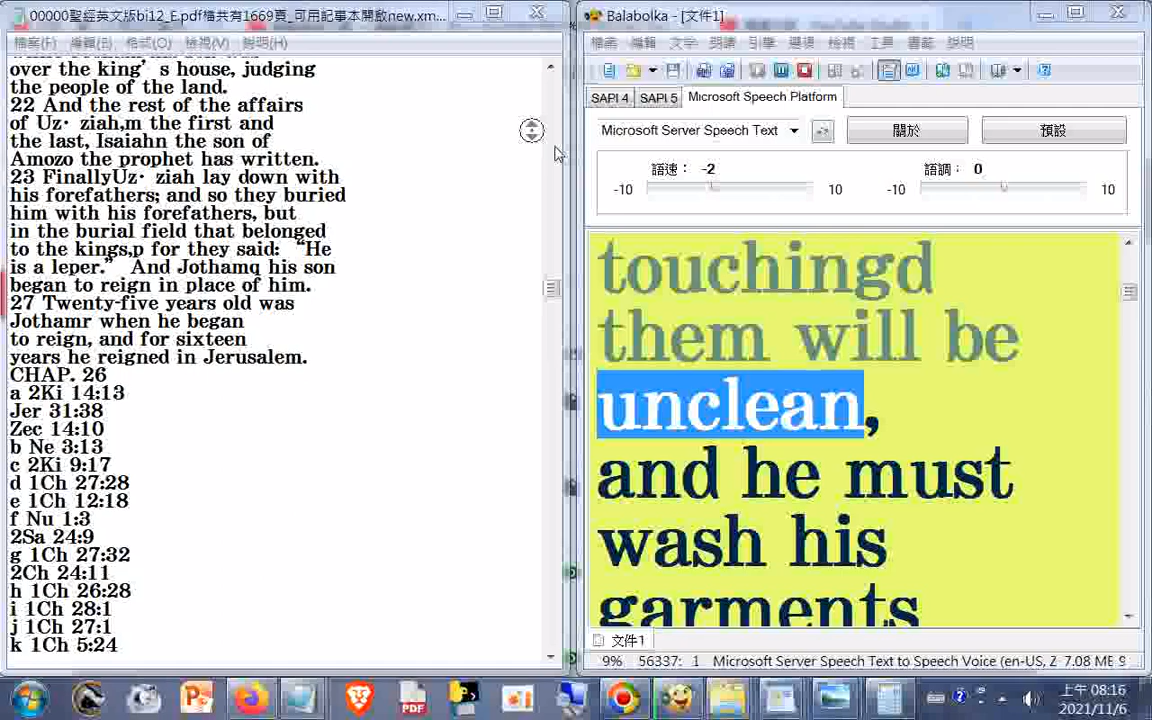 00000聖經英文版bi12_E.pdf檔共有1669頁_可用記事本開啟new.xm...
檔案(F) 編輯(E) 格式(O) 檢視(V) 說明(H)
over the king’s house, judging
the people of the land.
22 And the rest of the affairs
of Uz· ziah,m the first and
the last, Isaiahn the son of
Amozo the prophet has written.
23 FinallyUz· ziah lay down with
his forefathers; and so they buried
him with his forefathers, but
in the burial field that belonged
to the kings,p for they said: “He
is a leper.” And Jothamq his son
began to reign in place of him.
27 Twenty-five years old was
Jothamr when he began
to reign, and for sixteen
years he reigned in Jerusalem.
CHAP. 26
a 2Ki 14:13
Jer 31:38
Zec 14:10
b Ne 3:13
c 2Ki 9:17
d 1Ch 27:28
e 1Ch 12:18
f Nu 1:3
2Sa 24:9
g 1Ch 27:32
2Ch 24:11
h 1Ch 26:28
i 1Ch 28:1
j 1Ch 27:1
k 1Ch 5:24
Balabolka - [文件1]
檔案 編輯 文字 朗讀 引擎 選項 檢視 工具 書籤 說明
SAPI 4 SAPI 5 Microsoft Speech Platform
Microsoft Server Speech Text 關於 預設
語速: -2 語調: 0
-10 10 -10 10
touchingd
them will be
unclean,
and he must
wash his
garments
文件1
9% 56337: 1 Microsoft Server Speech Text to Speech Voice (en-US, Z 7.08 MB 9
上午 08:16
2021/11/6